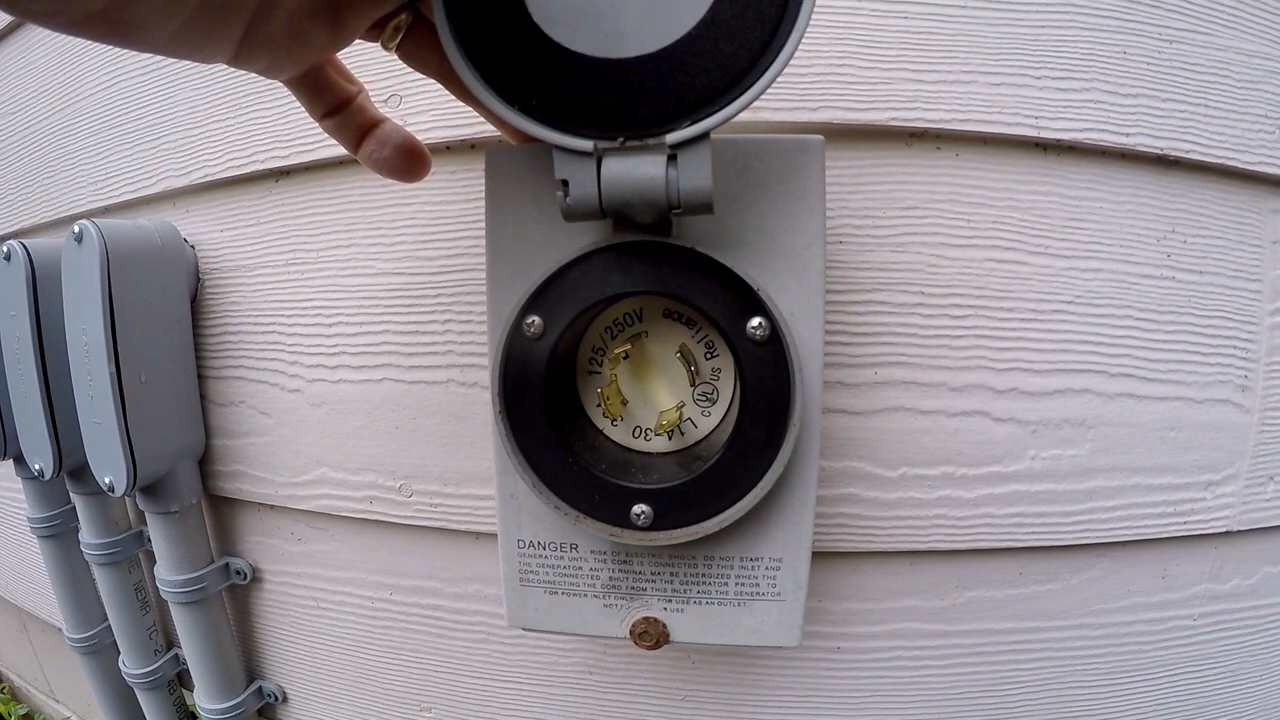 125/250V
Reliance
C UL US
L14-30
DANGER - RISK OF ELECTRIC SHOCK. DO NOT START THE
GENERATOR UNTIL THE CORD IS CONNECTED TO THIS INLET AND
THE GENERATOR. ANY TERMINAL MAY BE ENERGIZED WHEN THE
CORD IS CONNECTED. SHUT DOWN THE GENERATOR PRIOR TO
DISCONNECTING THE CORD FROM THIS INLET AND THE GENERATOR
FOR POWER INLET ONLY FOR USE AS AN OUTLET
USE
NEMA TC-2